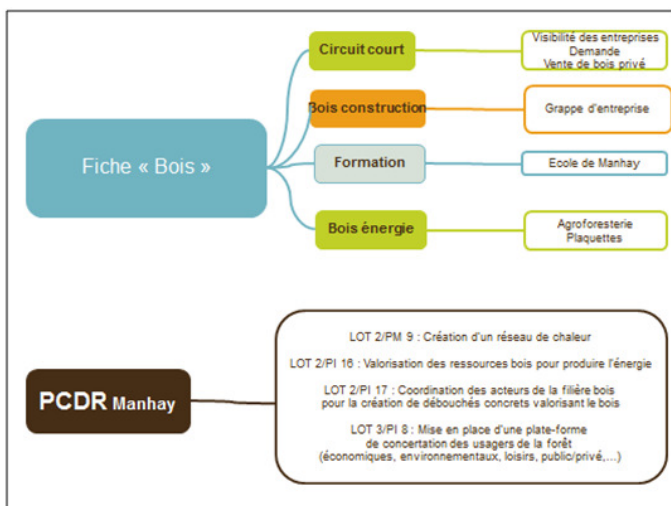 Circuit court
Visibilité des entreprises
Demande
Vente de bois privé
Fiche « Bois »
Bois construction
Grappe d'entreprise
Formation
Ecole de Manhay
Bois énergie
Agroforesterie
Plaquettes
PCDR Manhay
LOT 2/PM 9 : Création d'un réseau de chaleur
LOT 2/PI 16 : Valorisation des ressources bois pour produire l'énergie
LOT 2/PI 17 : Coordination des acteurs de la filière bois
pour la création de débouchés concrets valorisant le bois
LOT 3/PI 8 : Mise en place d'une plate-forme
de concertation des usagers de la forêt
(économiques, environnementaux, loisirs, public/privé,...)